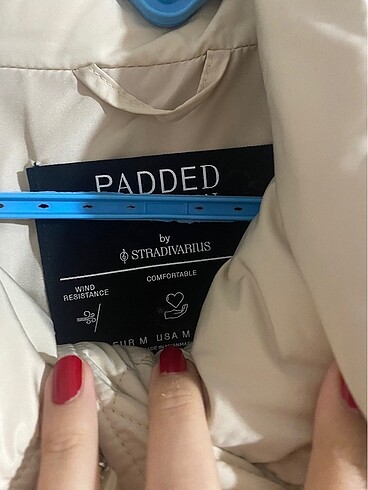 PADDED
by
STRADIVARIUS
COMFORTABLE
WIND
RESISTANCE
EUR M USA M